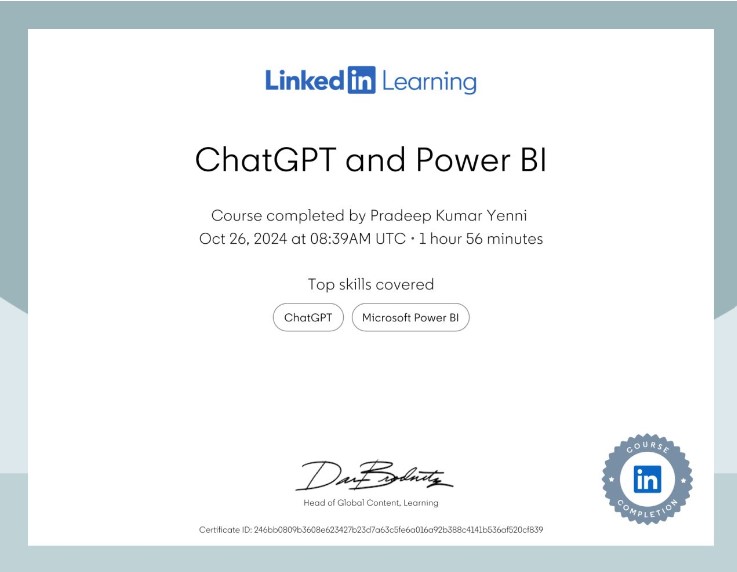 Linked in Learning
ChatGPT and Power BI
Course completed by Pradeep Kumar Yenni
Oct 26, 2024 at 08:39AM UTC • 1 hour 56 minutes
Top skills covered
ChatGPT
Microsoft Power BI
Head of Global Content, Learning
COURSE
in
COMPLETION
Certificate ID: 246bb0809b3608e623427b23d7a63c5fe6a016a92b388c4141b536af520cf839